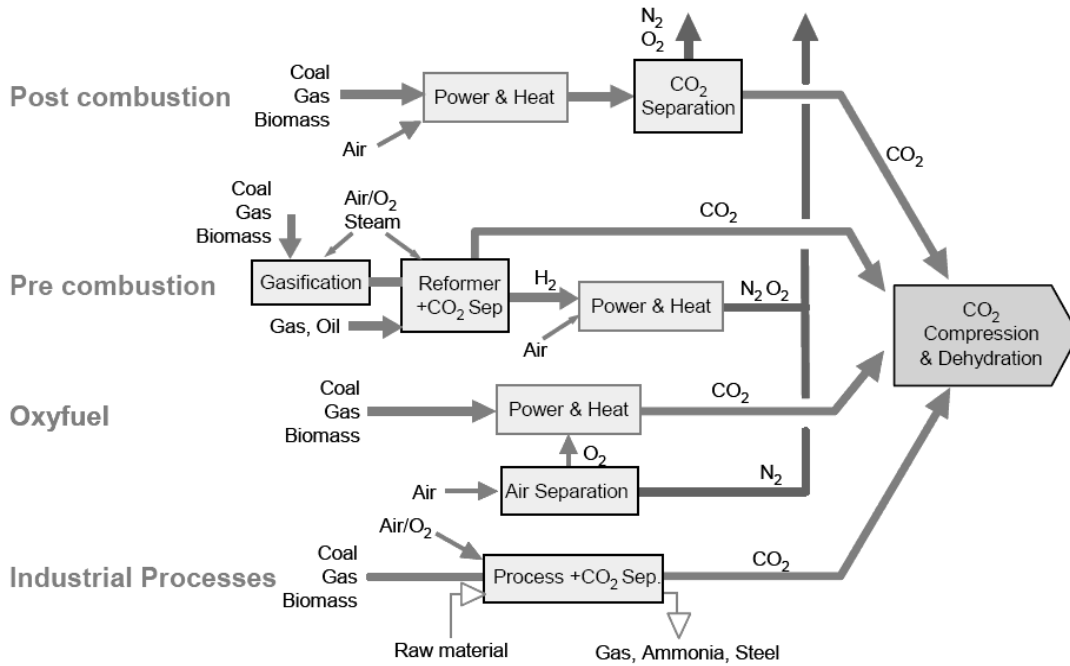 N₂
O₂
Post combustion
Coal
Gas
Biomass
Air
Power & Heat
CO₂
Separation
CO₂
Pre combustion
Coal
Gas
Biomass
Air/O₂
Steam
Gasification
Gas, Oil
Reformer
+CO₂ Sep
CO₂
H₂
Air
Power & Heat
N₂ O₂
CO₂
Compression
& Dehydration
Oxyfuel
Coal
Gas
Biomass
Power & Heat
CO₂
O₂
Air
Air Separation
N₂
Industrial Processes
Air/O₂
Coal
Gas
Biomass
Process +CO₂ Sep.
CO₂
Raw material
Gas, Ammonia, Steel